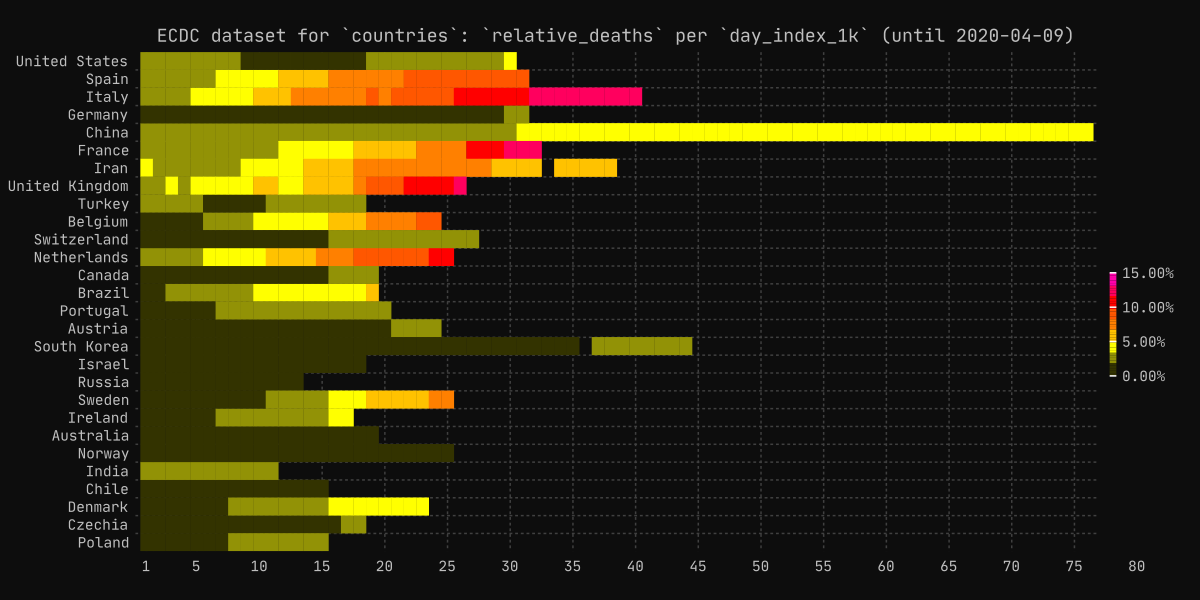 ECDC dataset for `countries`: `relative_deaths` per `day_index_1k` (until 2020-04-09)
United States
Spain
Italy
Germany
China
France
Iran
United Kingdom
Turkey
Belgium
Switzerland
Netherlands
Canada
Brazil
Portugal
Austria
South Korea
Israel
Russia
Sweden
Ireland
Australia
Norway
India
Chile
Denmark
Czechia
Poland
1 5 10 15 20 25 30 35 40 45 50 55 60 65 70 75 80
15.00%
10.00%
5.00%
0.00%